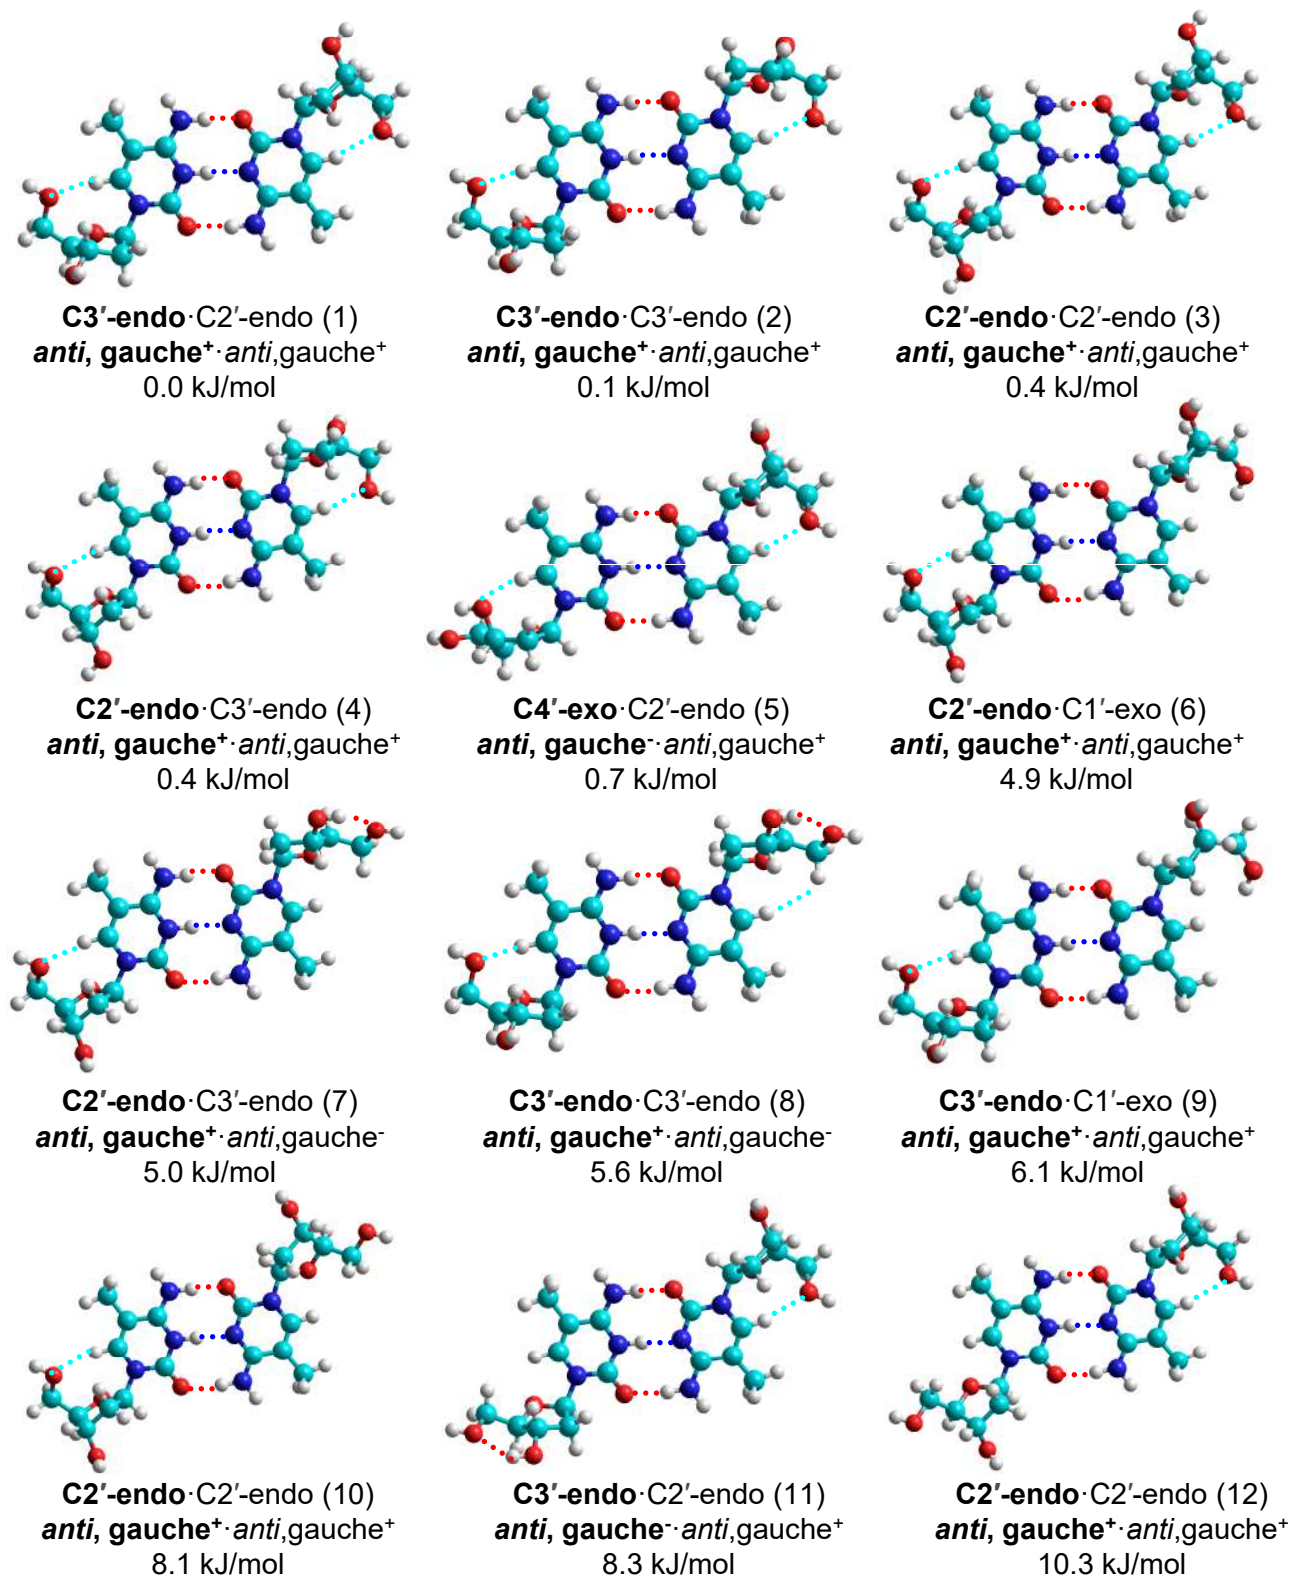 C3′-endo·C2′-endo (1)
anti, gauche⁺·anti,gauche⁺
0.0 kJ/mol
C3′-endo·C3′-endo (2)
anti, gauche⁺·anti,gauche⁺
0.1 kJ/mol
C2′-endo·C2′-endo (3)
anti, gauche⁺·anti,gauche⁺
0.4 kJ/mol
C2′-endo·C3′-endo (4)
anti, gauche⁺·anti,gauche⁺
0.4 kJ/mol
C4′-exo·C2′-endo (5)
anti, gauche⁻·anti,gauche⁺
0.7 kJ/mol
C2′-endo·C1′-exo (6)
anti, gauche⁺·anti,gauche⁺
4.9 kJ/mol
C2′-endo·C3′-endo (7)
anti, gauche⁺·anti,gauche⁻
5.0 kJ/mol
C3′-endo·C3′-endo (8)
anti, gauche⁺·anti,gauche⁻
5.6 kJ/mol
C3′-endo·C1′-exo (9)
anti, gauche⁺·anti,gauche⁺
6.1 kJ/mol
C2′-endo·C2′-endo (10)
anti, gauche⁺·anti,gauche⁺
8.1 kJ/mol
C3′-endo·C2′-endo (11)
anti, gauche⁻·anti,gauche⁺
8.3 kJ/mol
C2′-endo·C2′-endo (12)
anti, gauche⁺·anti,gauche⁺
10.3 kJ/mol